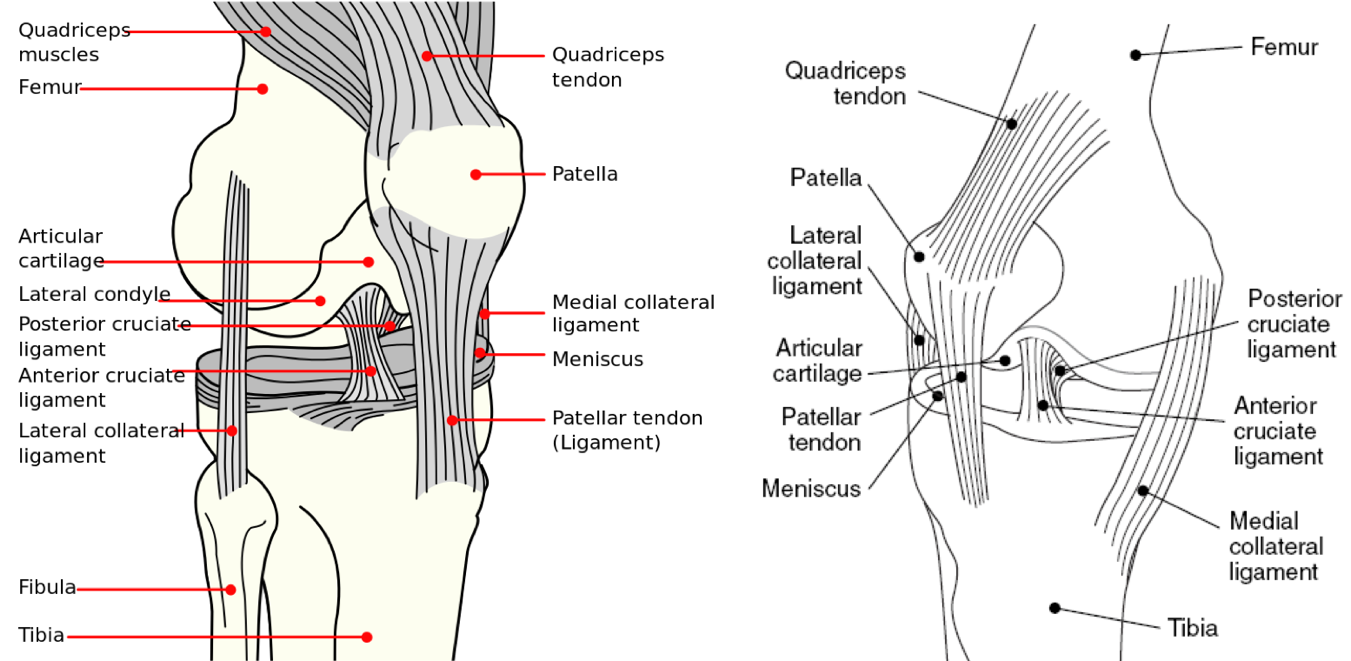 Quadriceps
muscles
Femur
Articular
cartilage
Lateral condyle
Posterior cruciate
ligament
Anterior cruciate
ligament
Lateral collateral
ligament
Fibula
Tibia
Quadriceps
tendon
Patella
Medial collateral
ligament
Meniscus
Patellar tendon
(Ligament)
Quadriceps
tendon
Patella
Lateral
collateral
ligament
Articular
cartilage
Patellar
tendon
Meniscus
Femur
Posterior
cruciate
ligament
Anterior
cruciate
ligament
Medial
collateral
ligament
Tibia